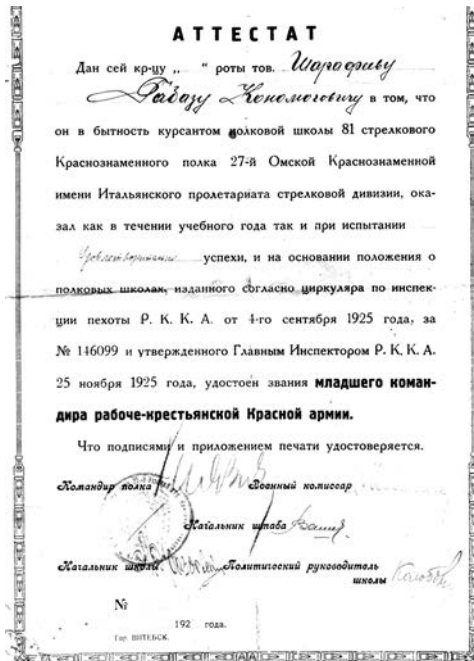 АТТЕСТАТ
Дан сей кр-цу „ “ роты тов. Шарафиву
в том, что
он в бытность курсантом полковой школы 81 стрелкового
Краснознаменного полка 27-й Омской Краснознаменной
имени Итальянского пролетариата стрелковой дивизии, ока-
зал как в течении учебного года так и при испытании
успехи, и на основании положения о
полковых школах, изданного согласно циркуляра по инспек-
ции пехоты Р. К. К. А. от 4-го сентября 1925 года, за
№ 146099 и утвержденного Главным Инспектором Р. К. К. А.
25 ноября 1925 года, удостоен звания младшего коман-
дира рабоче-крестьянской Красной армии.
Что подписями и приложением печати удостоверяется.
Командир полка Военный комиссар
Начальник штаба
Начальник школы Политический руководитель
школы
№
192 года.
Гор. ВИТЕБСК.